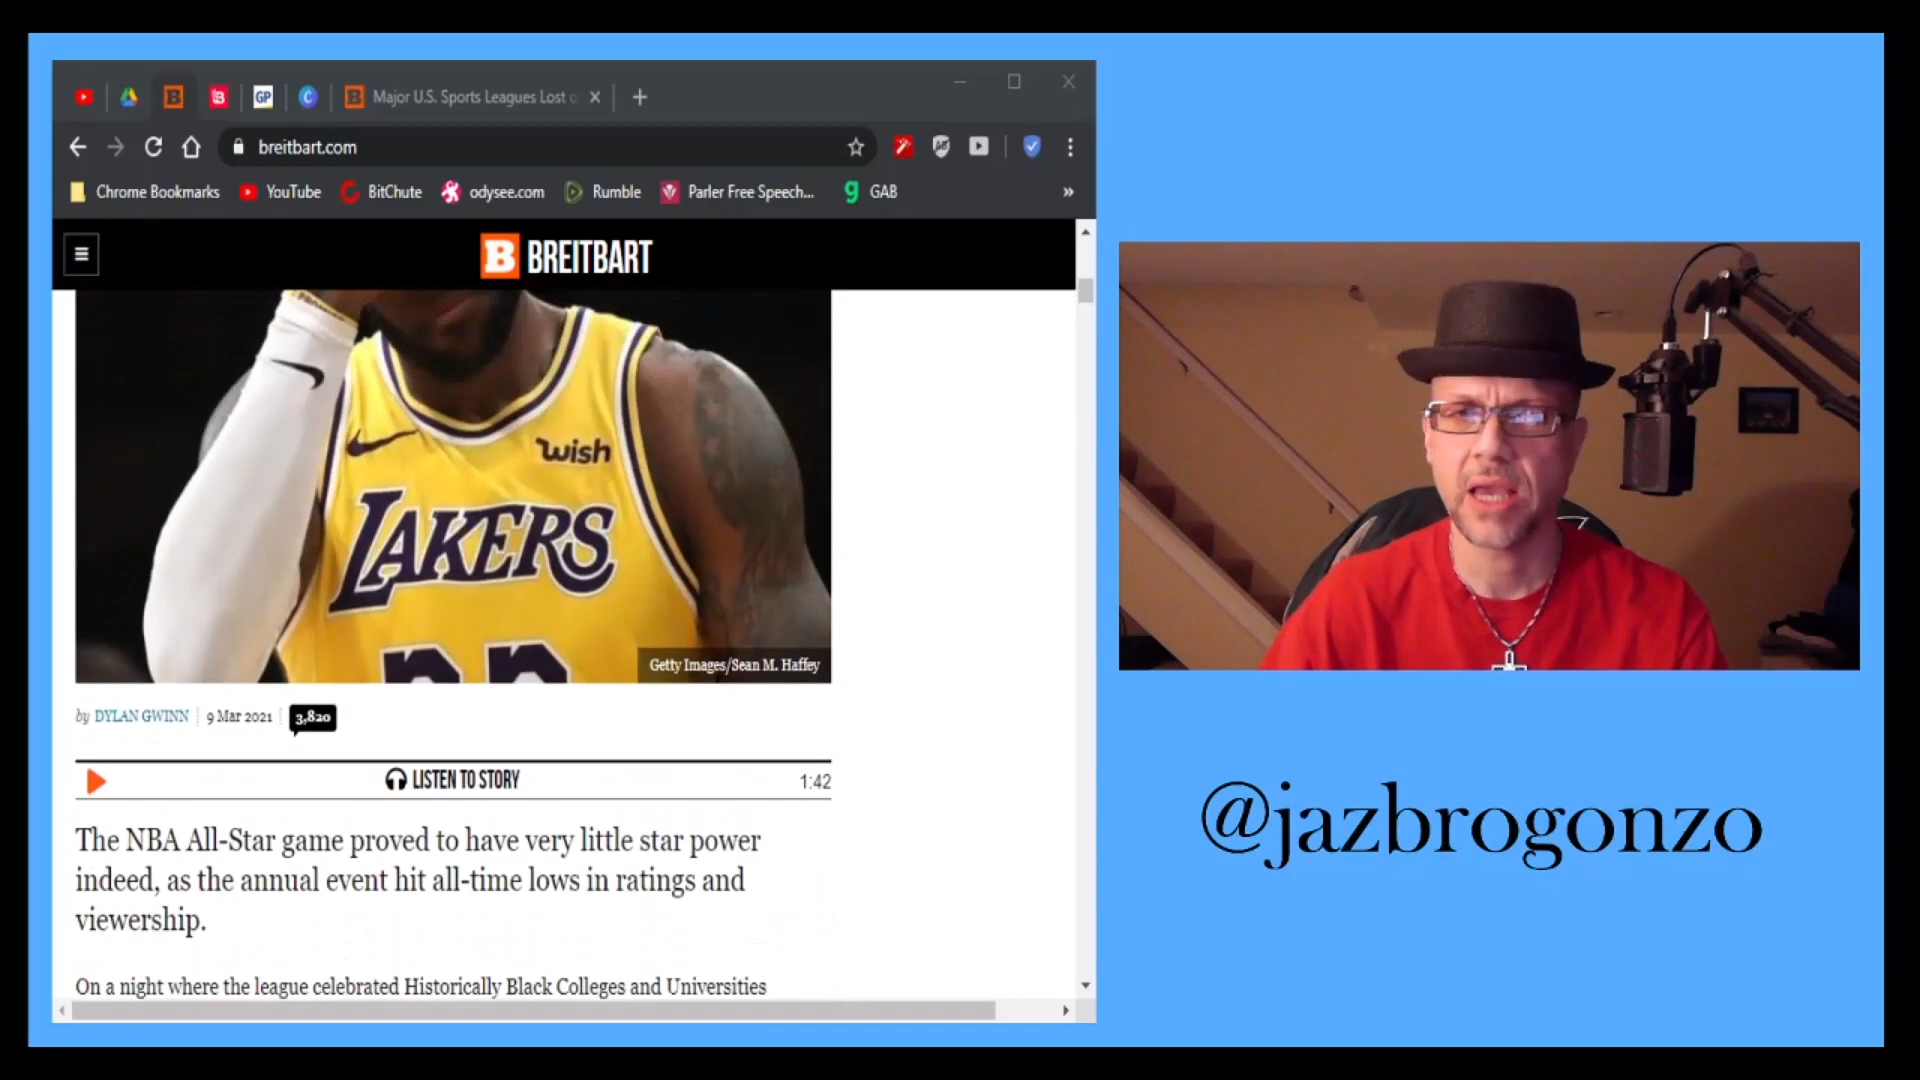 GP
C
B Major U.S. Sports Leagues Lost
breitbart.com
Chrome Bookmarks YouTube BitChute odysee.com Rumble Parler Free Speech... g GAB »
B BREITBART
wish
LAKERS
Getty Images/Sean M. Haffey
by DYLAN GWINN 9 Mar 2021 3,820
LISTEN TO STORY 1:42
The NBA All-Star game proved to have very little star power
indeed, as the annual event hit all-time lows in ratings and
viewership.
On a night where the league celebrated Historically Black Colleges and Universities
@jazbrogonzo